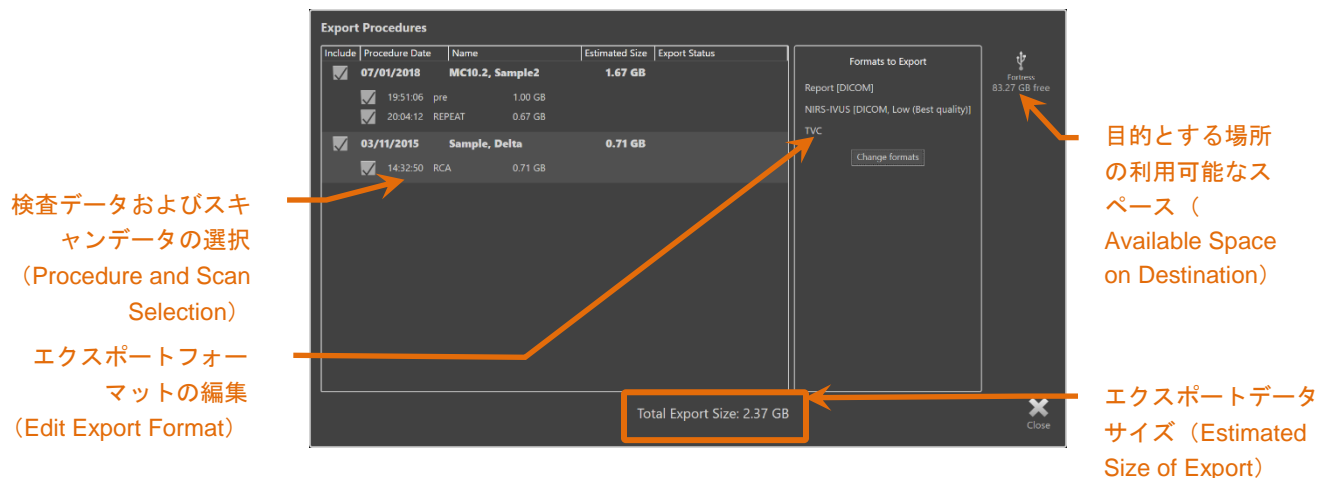 Export Procedures
Include Procedure Date Name Estimated Size Export Status
07/01/2018 MC10.2, Sample2 1.67 GB
19:51:06 pre 1.00 GB
20:04:12 REPEAT 0.67 GB
03/11/2015 Sample, Delta 0.71 GB
14:32:50 RCA 0.71 GB
Formats to Export
Report [DICOM]
NIRS-IVUS [DICOM, Low (Best quality)]
TVC
Change formats
Fortress
83.27 GB free
Total Export Size: 2.37 GB
Close
検査データおよびスキ
ャンデータの選択
（Procedure and Scan
Selection）
エクスポートフォー
マットの編集
（Edit Export Format）
目的とする場所
の利用可能なス
ペース（
Available Space
on Destination）
エクスポートデータ
サイズ（Estimated
Size of Export）